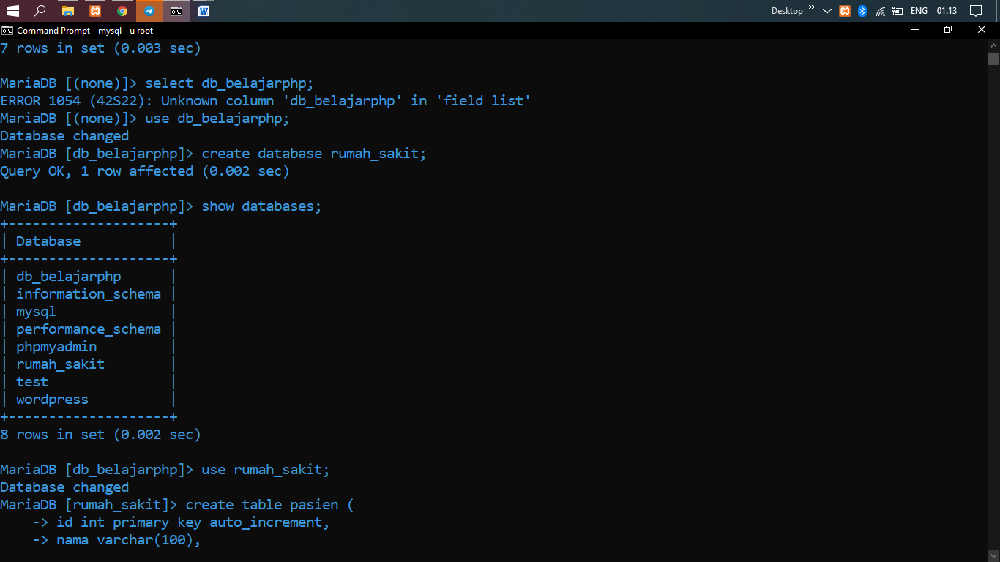 Desktop
ENG
01.13
Command Prompt - mysql  -u root
7 rows in set (0.003 sec)
MariaDB [(none)]> select db_belajarphp;
ERROR 1054 (42S22): Unknown column 'db_belajarphp' in 'field list'
MariaDB [(none)]> use db_belajarphp;
Database changed
MariaDB [db_belajarphp]> create database rumah_sakit;
Query OK, 1 row affected (0.002 sec)
MariaDB [db_belajarphp]> show databases;
+--------------------+
| Database           |
+--------------------+
| db_belajarphp      |
| information_schema |
| mysql              |
| performance_schema |
| phpmyadmin         |
| rumah_sakit        |
| test               |
| wordpress          |
+--------------------+
8 rows in set (0.002 sec)
MariaDB [db_belajarphp]> use rumah_sakit;
Database changed
MariaDB [rumah_sakit]> create table pasien (
    -> id int primary key auto_increment,
    -> nama varchar(100),